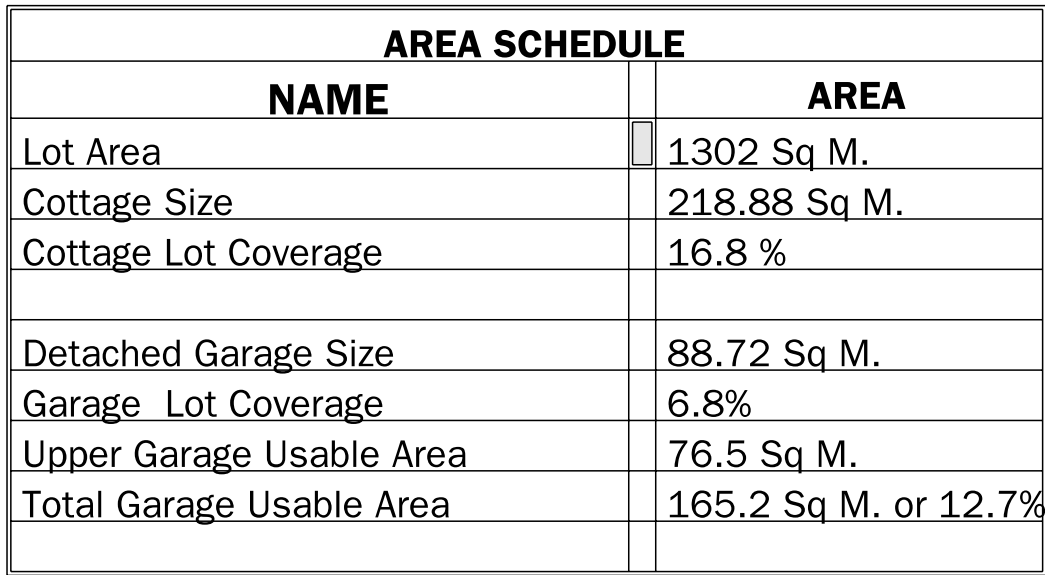 AREA SCHEDULE
NAME AREA
Lot Area 1302 Sq M.
Cottage Size 218.88 Sq M.
Cottage Lot Coverage 16.8 %
Detached Garage Size 88.72 Sq M.
Garage  Lot Coverage 6.8%
Upper Garage Usable Area 76.5 Sq M.
Total Garage Usable Area 165.2 Sq M. or 12.7%